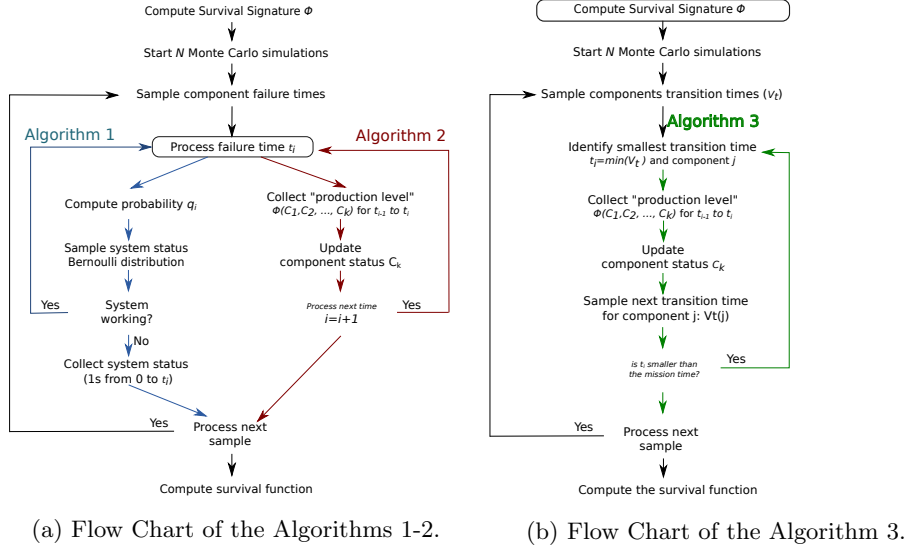 Compute Survival Signature Φ
Start N Monte Carlo simulations
Sample component failure times
Algorithm 1
Algorithm 2
Process failure time tᵢ
Compute probability qᵢ
Sample system status
Bernoulli distribution
Yes
System
working?
No
Collect system status
(1s from 0 to tᵢ)
Collect "production level"
Φ(C₁,C₂, ..., Cₖ) for tᵢ₋₁ to tᵢ
Update
component status Cₖ
Process next time
i=i+1
Yes
Yes
Process next
sample
Compute survival function
(a) Flow Chart of the Algorithms 1-2.
Compute Survival Signature Φ
Start N Monte Carlo simulations
Sample components transition times (vₜ)
Algorithm 3
Identify smallest transition time
tᵢ=min(Vₜ) and component j
Collect "production level"
Φ(C₁,C₂, ..., Cₖ) for tᵢ₋₁ to tᵢ
Update
component status Cₖ
Sample next transition time
for component j: Vt(j)
is tᵢ smaller than
the mission time?
Yes
Yes
Process next
sample
Compute the survival function
(b) Flow Chart of the Algorithm 3.